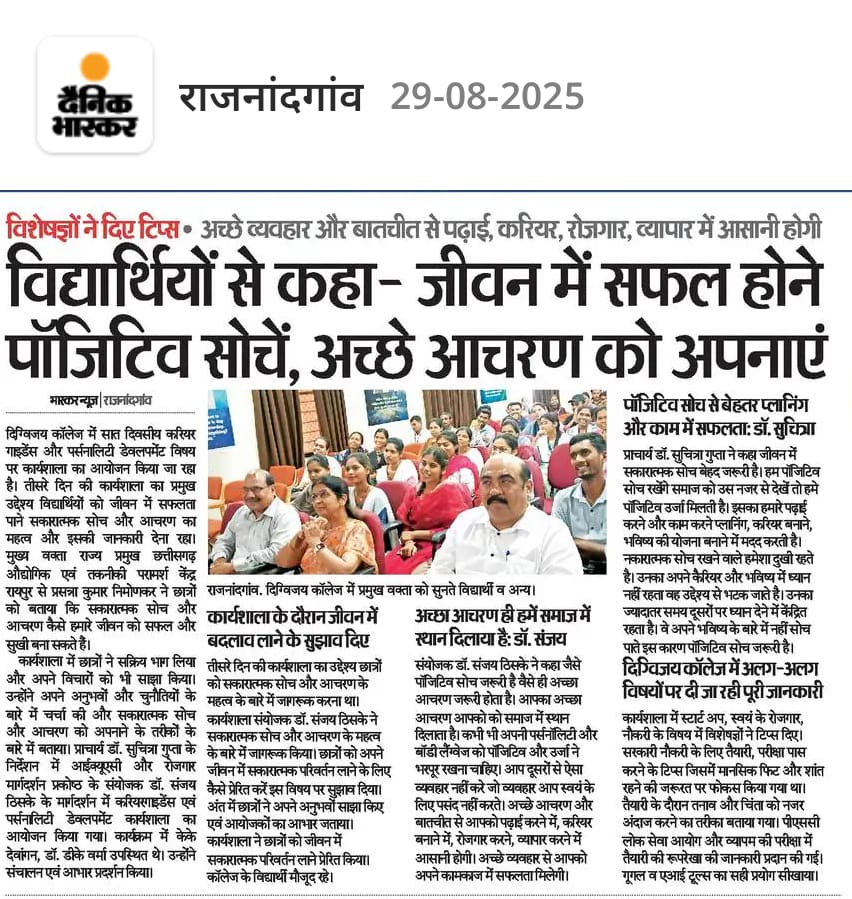 दैनिक
भास्कर
राजनांदगांव 29-08-2025
विशेषज्ञों ने दिए टिप्स • अच्छे व्यवहार और बातचीत से पढ़ाई, करियर, रोजगार, व्यापार में आसानी होगी
विद्यार्थियों से कहा- जीवन में सफल होने
पॉजिटिव सोचें, अच्छे आचरण को अपनाएं
भास्कर न्यूज | राजनांदगांव
दिग्विजय कॉलेज में सात दिवसीय करियर
गाइडेंस और पर्सनालिटी डेवलपमेंट विषय
पर कार्यशाला का आयोजन किया जा रहा
है। तीसरे दिन की कार्यशाला का प्रमुख
उद्देश्य विद्यार्थियों को जीवन में सफलता
पाने सकारात्मक सोच और आचरण का
महत्व और इसकी जानकारी देना रहा।
मुख्य वक्ता राज्य प्रमुख छत्तीसगढ़
औद्योगिक एवं तकनीकी परामर्श केंद्र
रायपुर से प्रसन्ना कुमार निमोणकर ने छात्रों
को बताया कि सकारात्मक सोच और
आचरण कैसे हमारे जीवन को सफल और
सुखी बना सकते हैं।
कार्यशाला में छात्रों ने सक्रिय भाग लिया
और अपने विचारों को भी साझा किया।
उन्होंने अपने अनुभवों और चुनौतियों के
बारे में चर्चा की और सकारात्मक सोच
और आचरण को अपनाने के तरीकों के
बारे में बताया। प्राचार्य डॉ. सुचित्रा गुप्ता के
निर्देशन में आईक्यूएसी और रोजगार
मार्गदर्शन प्रकोष्ठ के संयोजक डॉ. संजय
ठिसके के मार्गदर्शन में करियरगाइडेंस एवं
पर्सनालिटी डेवलपमेंट कार्यशाला का
आयोजन किया गया। कार्यक्रम में केके
देवांगन, डॉ. डीके वर्मा उपस्थित थे। उन्होंने
संचालन एवं आभार प्रदर्शन किया।
राजनांदगांव. दिग्विजय कॉलेज में प्रमुख वक्ता को सुनते विद्यार्थी व अन्य।
कार्यशाला के दौरान जीवन में
बदलाव लाने के सुझाव दिए
तीसरे दिन की कार्यशाला का उद्देश्य छात्रों
को सकारात्मक सोच और आचरण के
महत्व के बारे में जागरूक करना था।
कार्यशाला संयोजक डॉ. संजय ठिसके ने
सकारात्मक सोच और आचरण के महत्व
के बारे में जागरूक किया। छात्रों को अपने
जीवन में सकारात्मक परिवर्तन लाने के लिए
कैसे प्रेरित करें इस विषय पर सुझाव दिया।
अंत में छात्रों ने अपने अनुभवों साझा किए
एवं आयोजकों का आभार जताया।
कार्यशाला ने छात्रों को जीवन में
सकारात्मक परिवर्तन लाने प्रेरित किया।
कॉलेज के विद्यार्थी मौजूद रहे।
अच्छा आचरण ही हमें समाज में
स्थान दिलाया है: डॉ. संजय
संयोजक डॉ. संजय ठिसके ने कहा जैसे
पॉजिटिव सोच जरूरी है वैसे ही अच्छा
आचरण जरूरी होता है। आपका अच्छा
आचरण आपको को समाज में स्थान
दिलाता है। कभी भी अपनी पर्सनॉलिटी और
बॉडी लैंग्वेज को पॉजिटिव और उर्जा ने
भरपूर रखना चाहिए। आप दूसरों से ऐसा
व्यवहार नहीं करे जो व्यवहार आप स्वयं के
लिए पसंद नहीं करते। अच्छे आचरण और
बातचीत से आपको पढ़ाई करने में, करियर
बनाने में, रोजगार करने, व्यापार करने में
आसानी होगी। अच्छे व्यवहार से आपको
अपने कामकाज में सफलता मिलेगी।
पॉजिटिव सोच से बेहतर प्लानिंग
और काम में सफलता: डॉ. सुचित्रा
प्राचार्य डॉ. सुचित्रा गुप्ता ने कहा जीवन में
सकारात्मक सोच बेहद जरूरी है। हम पॉजिटिव
सोच रखेंगे समाज को उस नजर से देखें तो हमे
पॉजिटिव उर्जा मिलती है। इसका हमारे पढ़ाई
करने और काम करने प्लानिंग, करियर बनाने,
भविष्य की योजना बनाने में मदद करती है।
नकारात्मक सोच रखने वाले हमेशा दुखी रहते
है। उनका अपने कैरियर और भविष्य में ध्यान
नहीं रहता वह उद्देश्य से भटक जाते है। उनका
ज्यादातर समय दूसरों पर ध्यान देने में केंद्रित
रहता है। वे अपने भविष्य के बारे में नहीं सोच
पाते इस कारण पॉजिटिव सोच जरूरी है।
दिग्विजय कॉलेज में अलग-अलग
विषयों पर दी जा रही पूरी जानकारी
कार्यशाला में स्टार्ट अप, स्वयं के रोजगार,
नौकरी के विषय में विशेषज्ञों ने टिप्स दिए।
सरकारी नौकरी के लिए तैयारी, परीक्षा पास
करने के टिप्स जिसमें मानसिक फिट और शांत
रहने की जरूरत पर फोकस किया गया था।
तैयारी के दौरान तनाव और चिंता को नजर
अंदाज करने का तरीका बताया गया। पीएससी
लोक सेवा आयोग और व्यापम की परीक्षा में
तैयारी की रूपरेखा की जानकारी प्रदान की गई।
गूगल व एआई टूल्स का सही प्रयोग सीखाया।